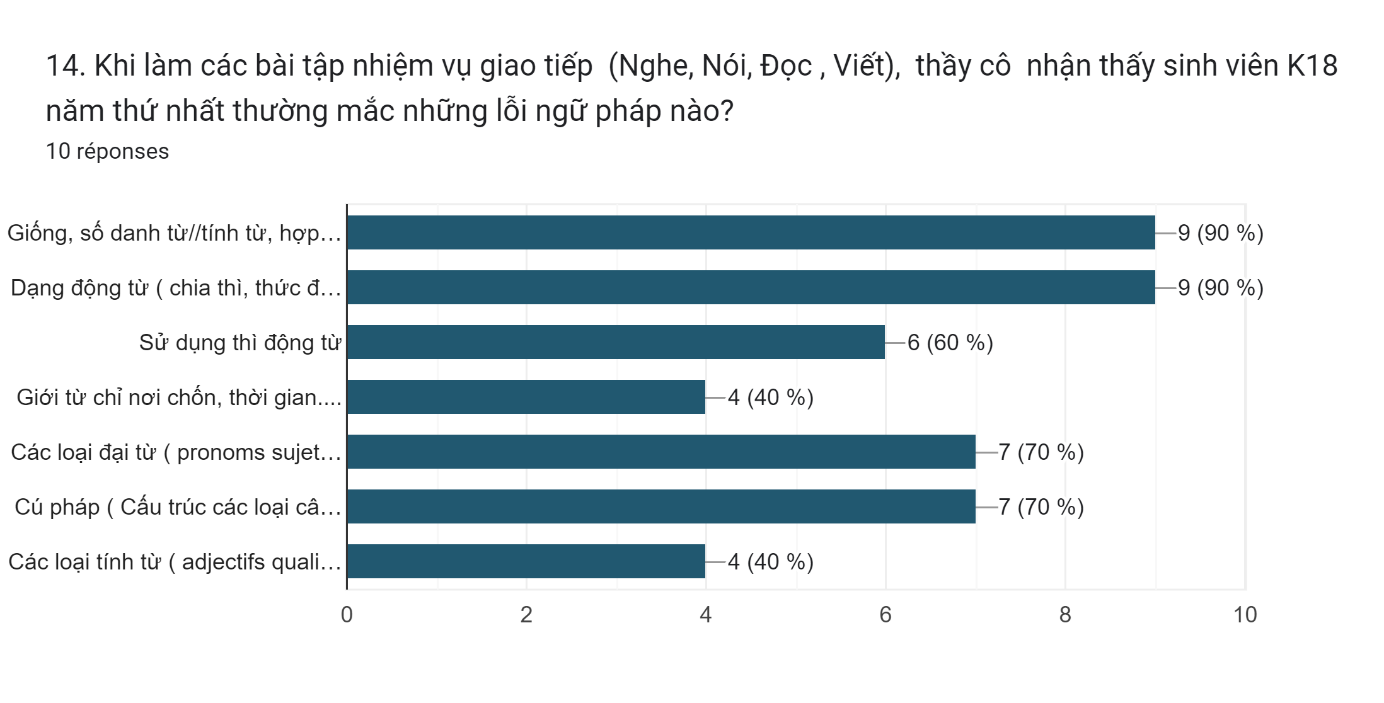 14. Khi làm các bài tập nhiệm vụ giao tiếp  (Nghe, Nói, Đọc , Viết),  thầy cô  nhận thấy sinh viên K18
năm thứ nhất thường mắc những lỗi ngữ pháp nào?
10 réponses
Giống, số danh từ//tính từ, hợp… 9 (90 %)
Dạng động từ ( chia thì, thức đ… 9 (90 %)
Sử dụng thì động từ 6 (60 %)
Giới từ chỉ nơi chốn, thời gian.... 4 (40 %)
Các loại đại từ ( pronoms sujet… 7 (70 %)
Cú pháp ( Cấu trúc các loại câ… 7 (70 %)
Các loại tính từ ( adjectifs quali… 4 (40 %)
0 2 4 6 8 10